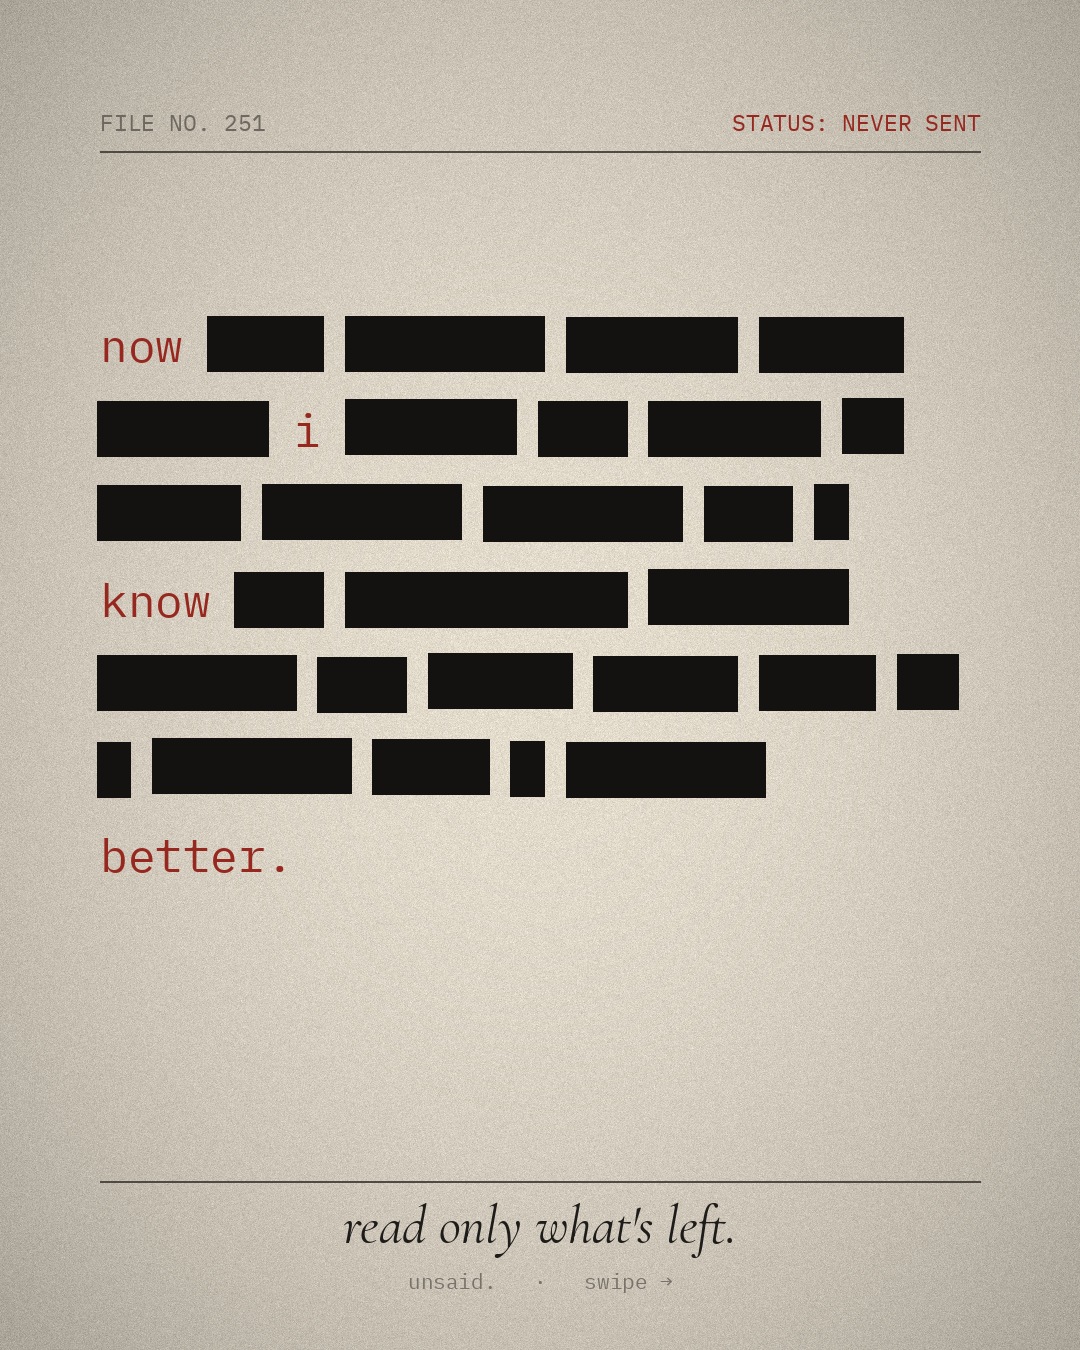 FILE NO. 251 STATUS: NEVER SENT
now
i
know
better.
read only what's left.
unsaid. · swipe →